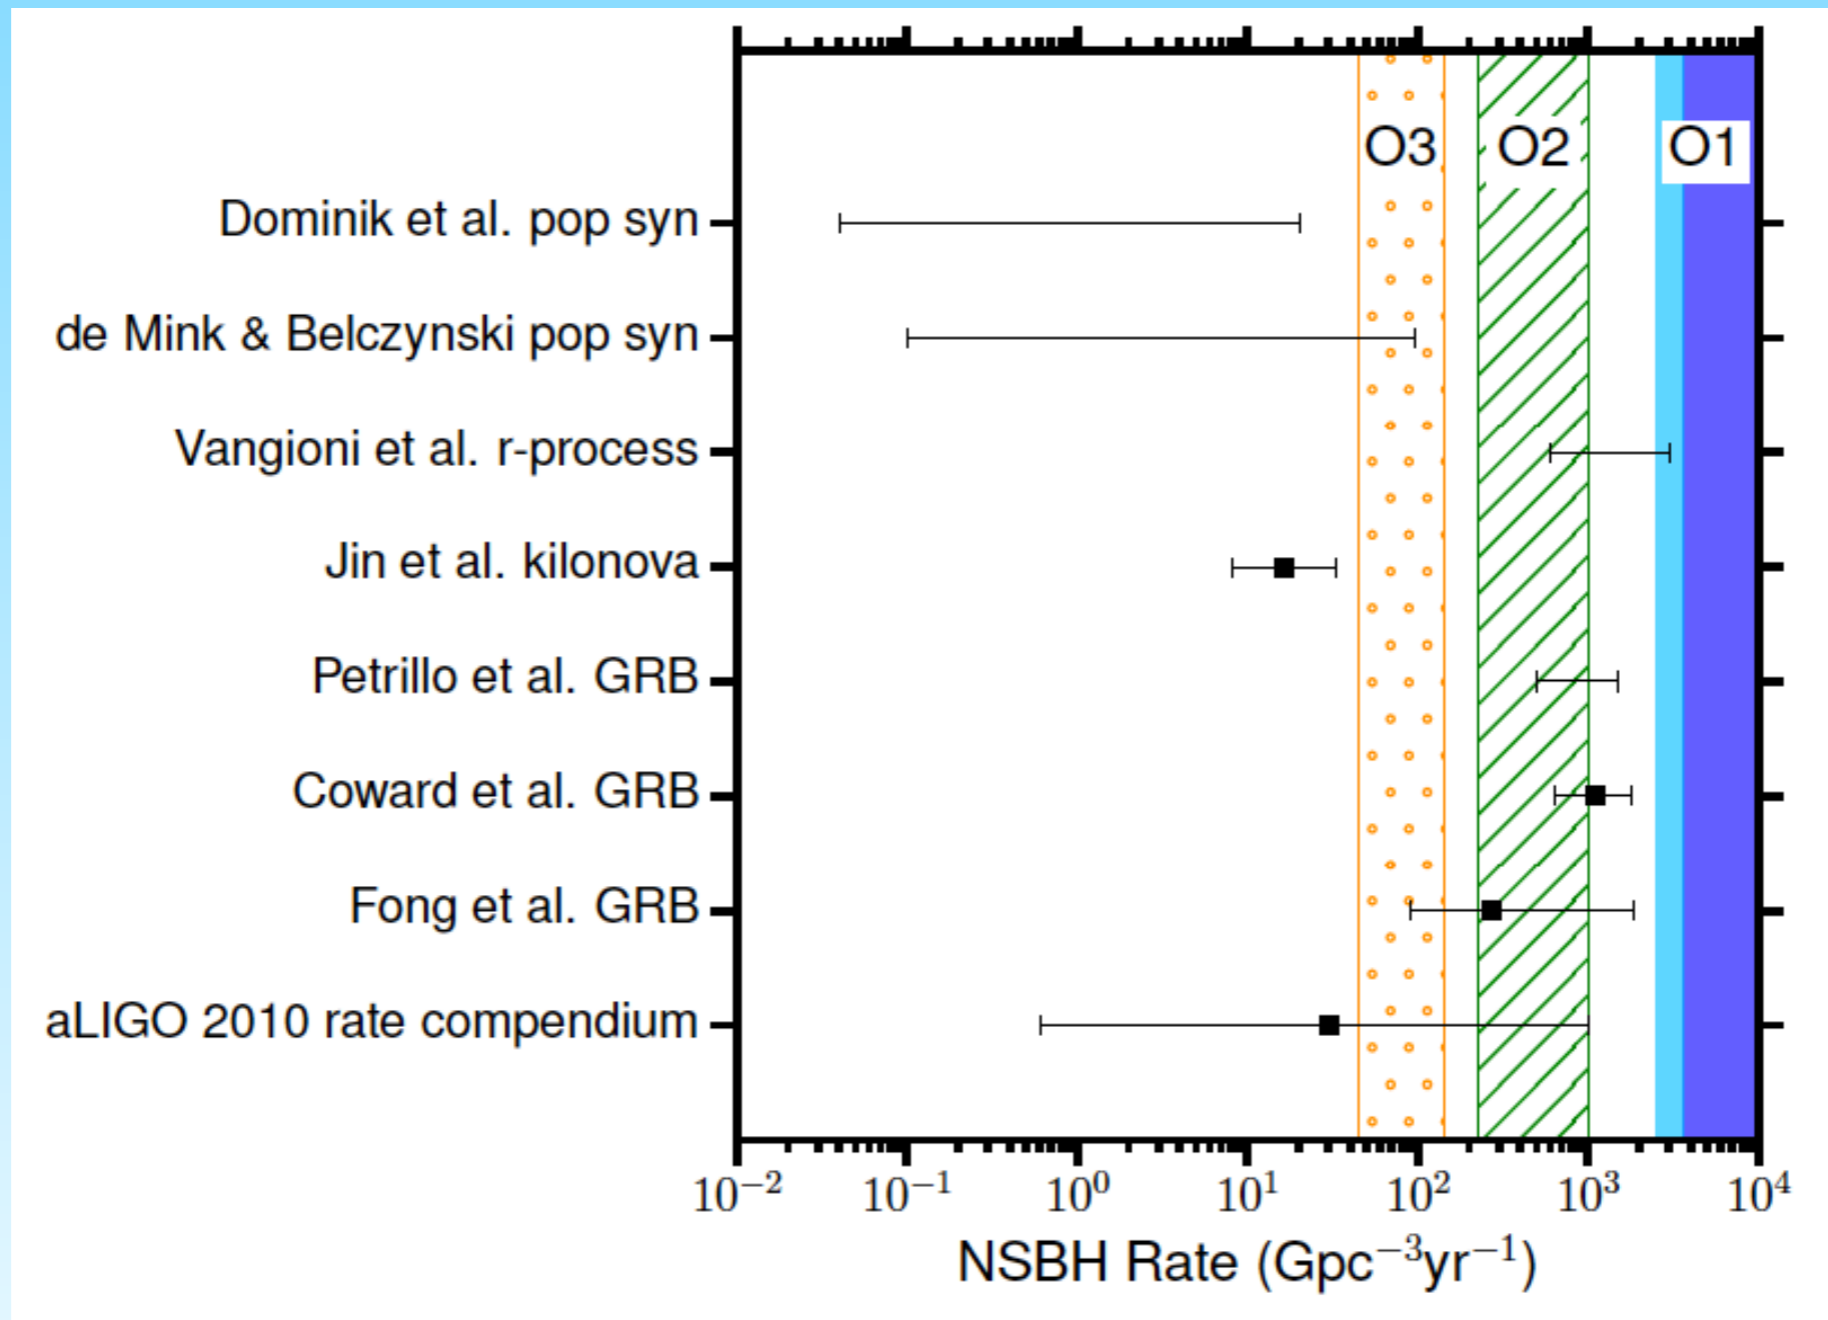 O3 O2 O1
Dominik et al. pop syn
de Mink & Belczynski pop syn
Vangioni et al. r-process
Jin et al. kilonova
Petrillo et al. GRB
Coward et al. GRB
Fong et al. GRB
aLIGO 2010 rate compendium
10⁻² 10⁻¹ 10⁰ 10¹ 10² 10³ 10⁴
NSBH Rate (Gpc⁻³yr⁻¹)